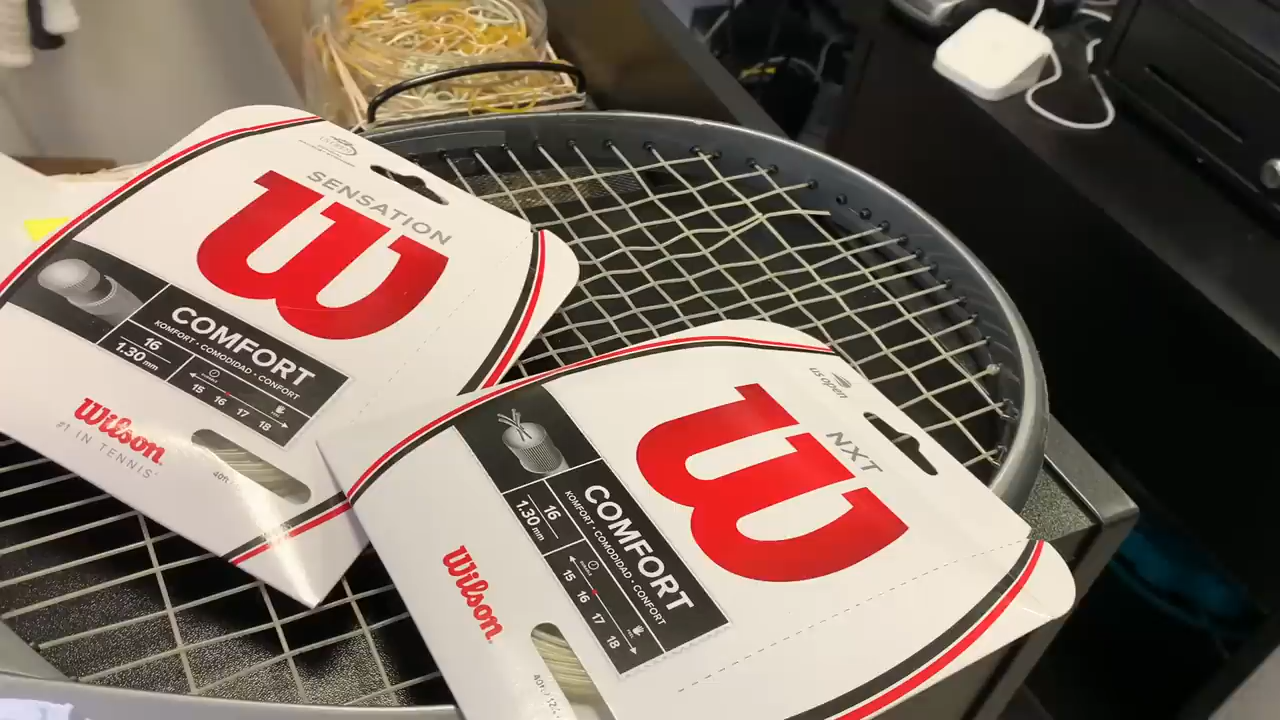 SENSATION
W
COMFORT
KOMFORT • COMODIDAD • CONFORT
16
1.30 mm
15 16 17 18
Wilson.
#1 IN TENNIS
40ft
us open
NXT
W
COMFORT
KOMFORT • COMODIDAD • CONFORT
16
1.30 mm
15 16 17 18
Wilson.